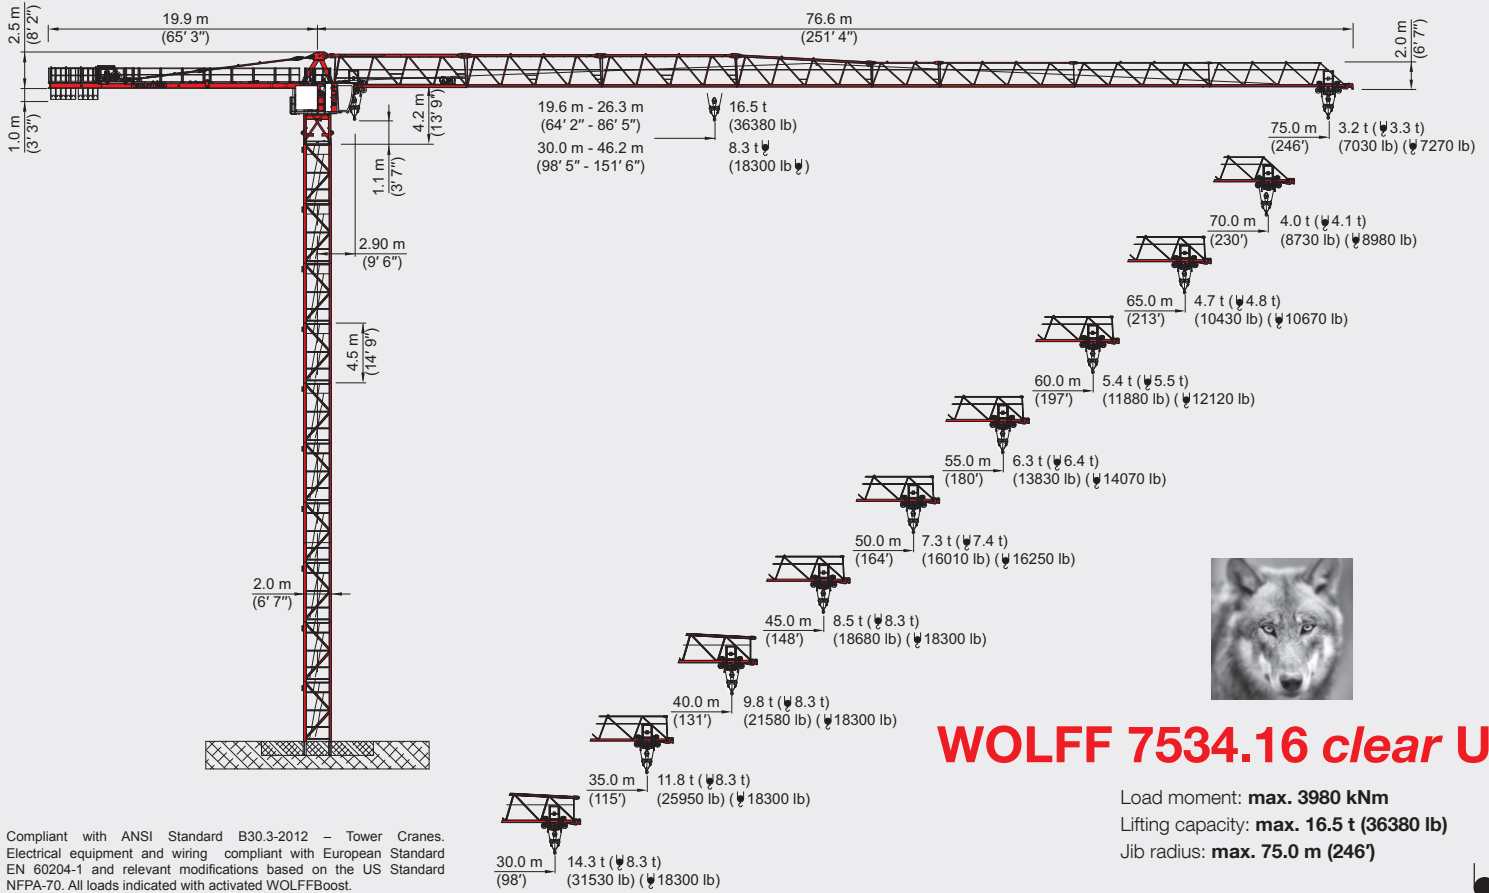 2.5 m
(8′ 2″)
19.9 m
(65′ 3″)
76.6 m
(251′ 4″)
2.0 m
(6′ 7″)
1.0 m
(3′ 3″)
4.2 m
(13′ 9″)
1.1 m
(3′ 7″)
19.6 m - 26.3 m
(64′ 2″ - 86′ 5″)
16.5 t
(36380 lb)
30.0 m - 46.2 m
(98′ 5″ - 151′ 6″)
8.3 t
(18300 lb )
75.0 m
(246′)
3.2 t ( 3.3 t)
(7030 lb) ( 7270 lb)
2.90 m
(9′ 6″)
70.0 m
(230′)
4.0 t ( 4.1 t)
(8730 lb) ( 8980 lb)
65.0 m
(213′)
4.7 t ( 4.8 t)
(10430 lb) ( 10670 lb)
4.5 m
(14′ 9″)
60.0 m
(197′)
5.4 t ( 5.5 t)
(11880 lb) ( 12120 lb)
55.0 m
(180′)
6.3 t ( 6.4 t)
(13830 lb) ( 14070 lb)
50.0 m
(164′)
7.3 t ( 7.4 t)
(16010 lb) ( 16250 lb)
2.0 m
(6′ 7″)
45.0 m
(148′)
8.5 t ( 8.3 t)
(18680 lb) ( 18300 lb)
40.0 m
(131′)
9.8 t ( 8.3 t)
(21580 lb) ( 18300 lb)
35.0 m
(115′)
11.8 t ( 8.3 t)
(25950 lb) ( 18300 lb)
30.0 m
(98′)
14.3 t ( 8.3 t)
(31530 lb) ( 18300 lb)
WOLFF 7534.16 clear U
Load moment: max. 3980 kNm
Lifting capacity: max. 16.5 t (36380 lb)
Jib radius: max. 75.0 m (246′)
Compliant with ANSI Standard B30.3-2012 – Tower Cranes.
Electrical equipment and wiring compliant with European Standard
EN 60204-1 and relevant modifications based on the US Standard
NFPA-70. All loads indicated with activated WOLFFBoost.